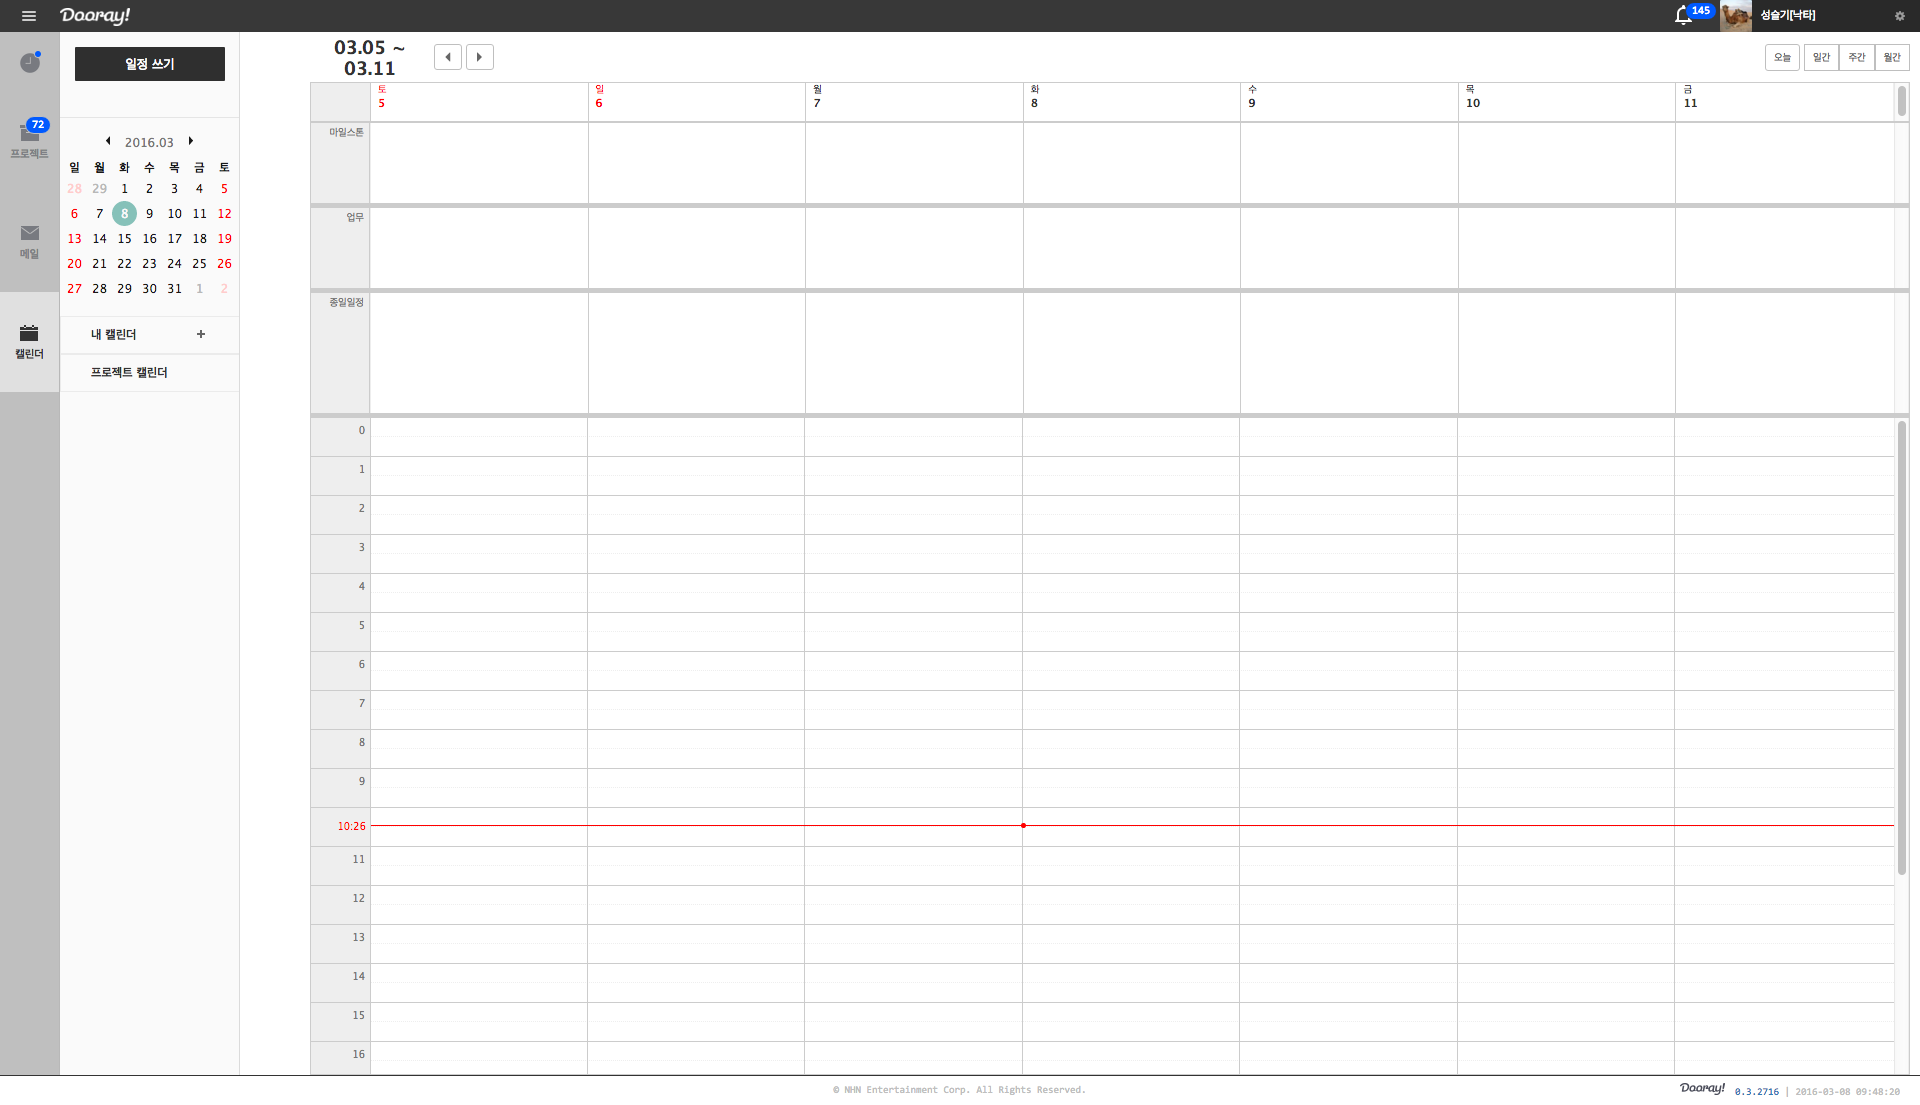 Dooray!
145
성슬기[낙타]
일정 쓰기
72
프로젝트
메일
캘린더
2016.03
일 월 화 수 목 금 토
28 29 1 2 3 4 5
6 7 8 9 10 11 12
13 14 15 16 17 18 19
20 21 22 23 24 25 26
27 28 29 30 31 1 2
내 캘린더 +
프로젝트 캘린더
03.05 ~
03.11
오늘 일간 주간 월간
토 일 월 화 수 목 금
5 6 7 8 9 10 11
마일스톤
업무
종일일정
0
1
2
3
4
5
6
7
8
9
10:26
11
12
13
14
15
16
© NHN Entertainment Corp. All Rights Reserved.
Dooray! 0.3.2716 | 2016-03-08 09:48:20